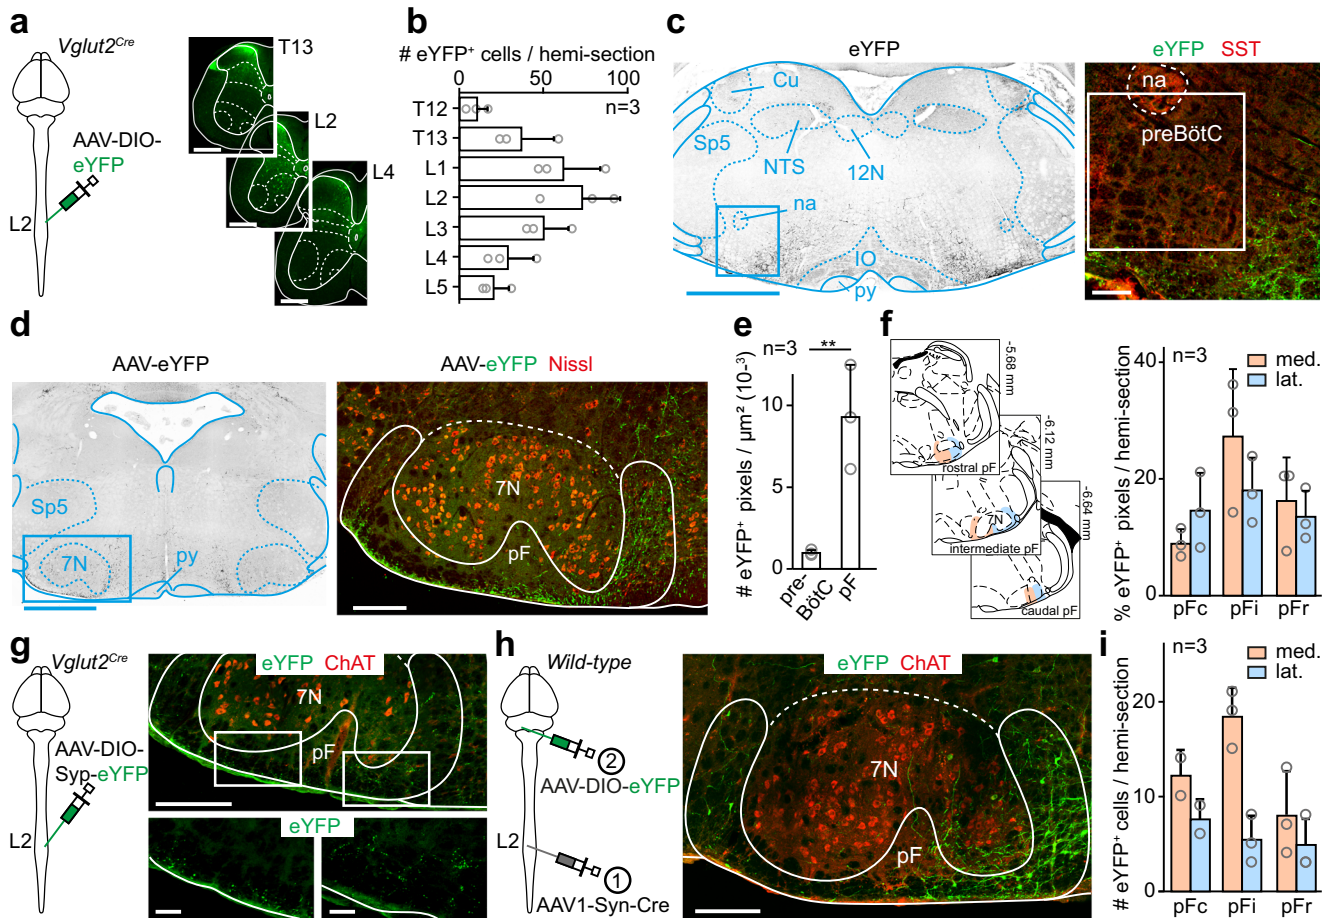 a
Vglut2Cre
AAV-DIO-
eYFP
L2
T13
L2
L4
b
# eYFP+ cells / hemi-section
0 50 100
n=3
T12
T13
L1
L2
L3
L4
L5
c
eYFP
Cu
Sp5
NTS
12N
na
IO
py
eYFP SST
na
preBötC
d
AAV-eYFP
Sp5
7N
py
AAV-eYFP Nissl
7N
pF
e
n=3
**
# eYFP+ pixels / µm² (10-3)
10
5
0
pre-
BötC
pF
f
-5.68 mm
rostral pF
-6.12 mm
7N
intermediate pF
-6.64 mm
caudal pF
% eYFP+ pixels / hemi-section
n=3
med.
lat.
40
20
0
pFc pFi pFr
g
Vglut2Cre
AAV-DIO-
Syp-eYFP
L2
eYFP ChAT
7N
pF
eYFP
h
Wild-type
2
AAV-DIO-eYFP
L2
1
AAV1-Syn-Cre
eYFP ChAT
7N
pF
i
# eYFP+ cells / hemi-section
n=3
med.
lat.
20
10
0
pFc pFi pFr